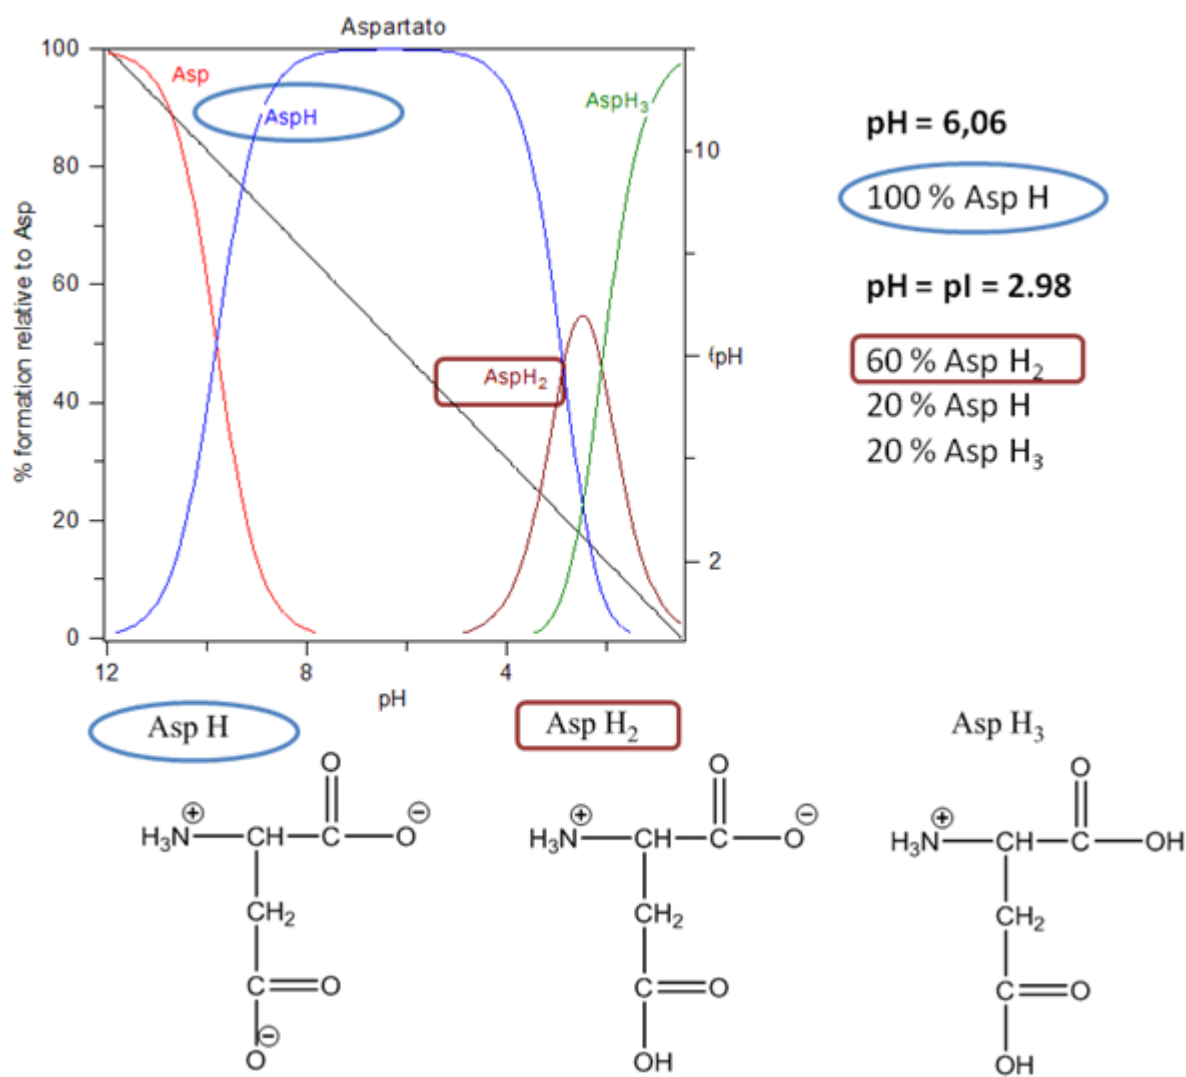 Aspartato
100
80
60
40
20
0
% formation relative to Asp
Asp
AspH
AspH₃
AspH₂
10
(pH
2
12
8
4
pH
pH = 6,06
100 % Asp H
pH = pI = 2.98
60 % Asp H₂
20 % Asp H
20 % Asp H₃
Asp H
Asp H₂
Asp H₃
O
H₃N⊕ CH C O⊖
CH₂
C O
O⊖
O
H₃N⊕ CH C O⊖
CH₂
C O
OH
O
H₃N⊕ CH C OH
CH₂
C O
OH